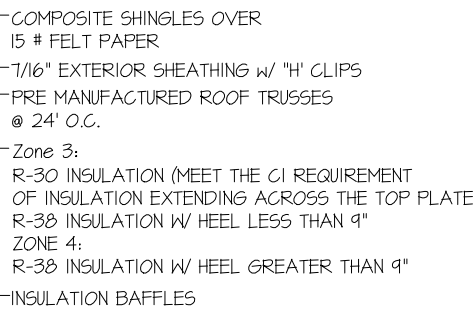 COMPOSITE SHINGLES OVER
15 # FELT PAPER
7/16" EXTERIOR SHEATHING w/ "H' CLIPS
PRE MANUFACTURED ROOF TRUSSES
@ 24' O.C.
Zone 3:
R-30 INSULATION (MEET THE CI REQUIREMENT
OF INSULATION EXTENDING ACROSS THE TOP PLATE
R-38 INSULATION W/ HEEL LESS THAN 9"
ZONE 4:
R-38 INSULATION W/ HEEL GREATER THAN 9"
INSULATION BAFFLES